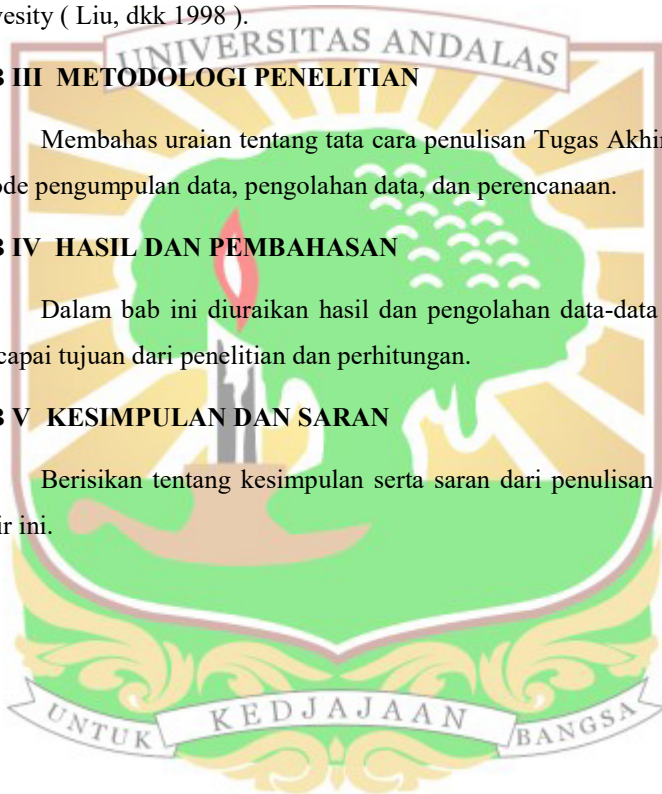 vesity ( Liu, dkk 1998 ).
UNIVERSITAS ANDALAS
B III METODOLOGI PENELITIAN
Membahas uraian tentang tata cara penulisan Tugas Akhir
ode pengumpulan data, pengolahan data, dan perencanaan.
B IV HASIL DAN PEMBAHASAN
Dalam bab ini diuraikan hasil dan pengolahan data-data
capai tujuan dari penelitian dan perhitungan.
B V KESIMPULAN DAN SARAN
Berisikan tentang kesimpulan serta saran dari penulisan
ir ini.
UNTUK KEDJAJAAN BANGSA